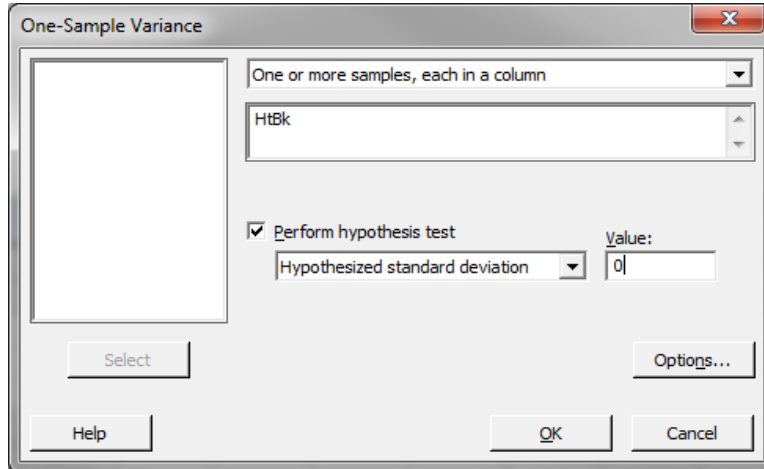 One-Sample Variance
One or more samples, each in a column
HtBk
Perform hypothesis test
Value:
Hypothesized standard deviation
0
Select
Options...
Help
OK
Cancel